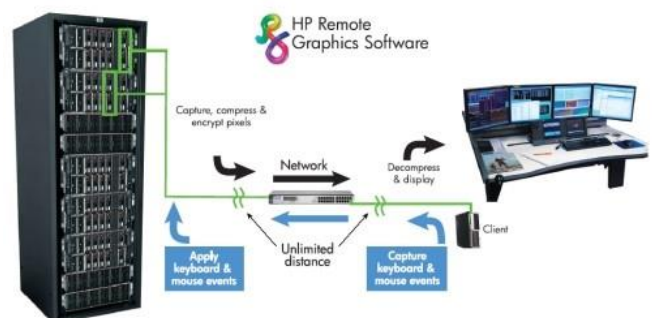 HP Remote
Graphics Software
Capture, compress &
encrypt pixels
Network
Decompress
& display
Client
Unlimited
distance
Apply
keyboard &
mouse events
Capture
keyboard &
mouse events